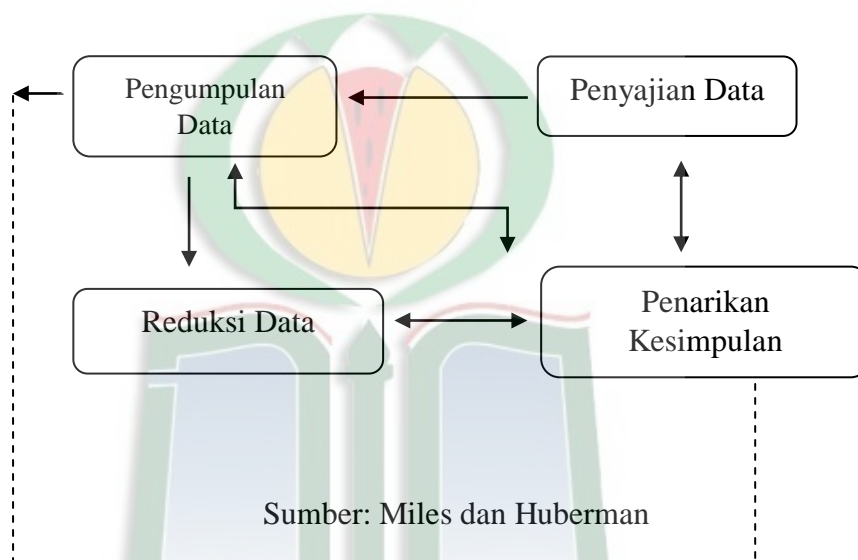 Pengumpulan
Data
Penyajian Data
Reduksi Data
Penarikan
Kesimpulan
Sumber: Miles dan Huberman